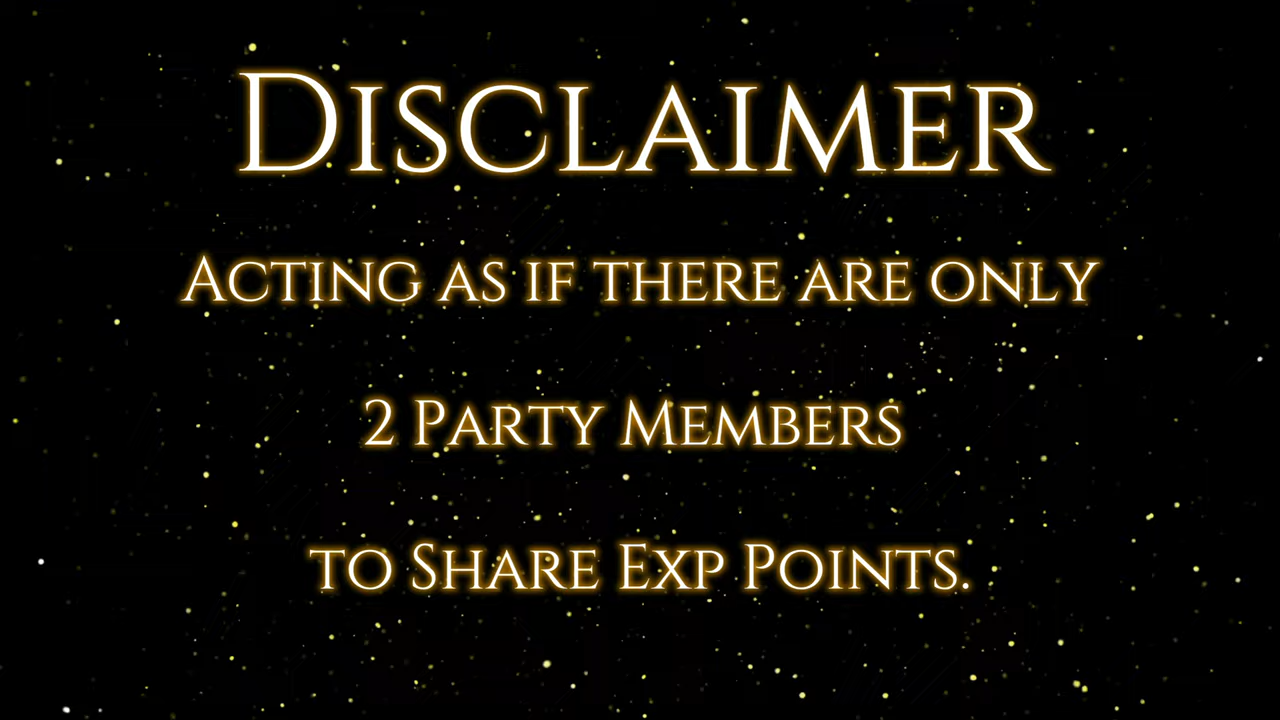 Disclaimer
Acting as if there are only
2 Party Members
to Share Exp Points.